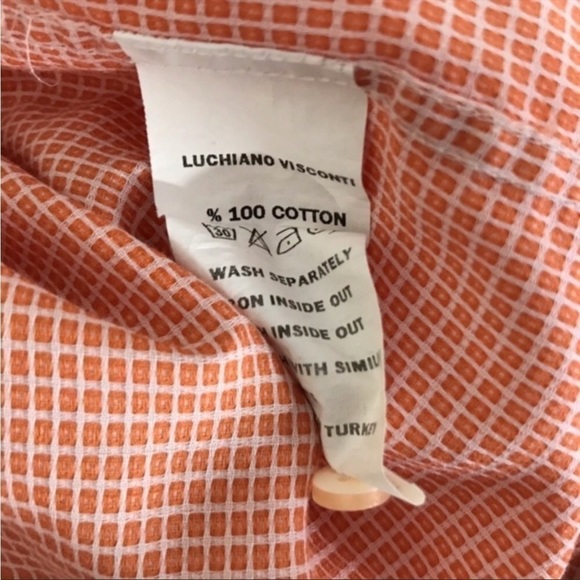 LUCHIANO VISCONTI
% 100 COTTON
30
WASH SEPARATELY
ON INSIDE OUT
INSIDE OUT
WITH SIMIL
TURKEY